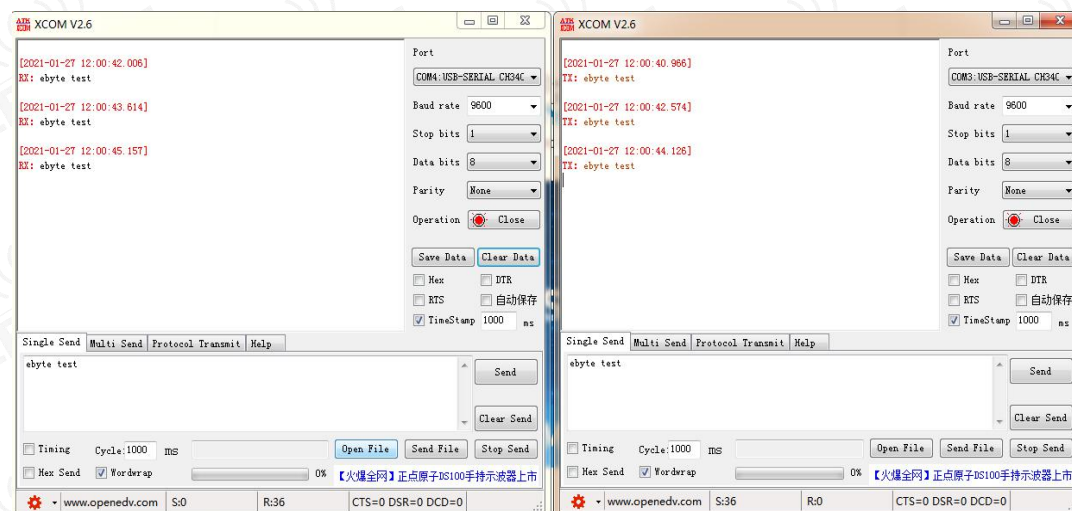 XCOM V2.6
[2021-01-27 12:00:42.006]
RX: ebyte test
[2021-01-27 12:00:43.614]
RX: ebyte test
[2021-01-27 12:00:45.157]
RX: ebyte test
Port
COM4:USB-SERIAL CH34C
Baud rate 9600
Stop bits 1
Data bits 8
Parity None
Operation Close
Save Data Clear Data
Hex DTR
RTS 自动保存
TimeStamp 1000 ms
Single Send Multi Send Protocol Transmit Help
ebyte test
Send
Clear Send
Timing Cycle:1000 ms Open File Send File Stop Send
Hex Send Wordwrap 0% 【火爆全网】正点原子DS100手持示波器上市
www.openedv.com S:0 R:36 CTS=0 DSR=0 DCD=0
XCOM V2.6
[2021-01-27 12:00:40.966]
TX: ebyte test
[2021-01-27 12:00:42.574]
TX: ebyte test
[2021-01-27 12:00:44.126]
TX: ebyte test
Port
COM3:USB-SERIAL CH34C
Baud rate 9600
Stop bits 1
Data bits 8
Parity None
Operation Close
Save Data Clear Data
Hex DTR
RTS 自动保存
TimeStamp 1000 ms
Single Send Multi Send Protocol Transmit Help
ebyte test
Send
Clear Send
Timing Cycle:1000 ms Open File Send File Stop Send
Hex Send Wordwrap 0% 【火爆全网】正点原子DS100手持示波器上市
www.openedv.com S:36 R:0 CTS=0 DSR=0 DCD=0